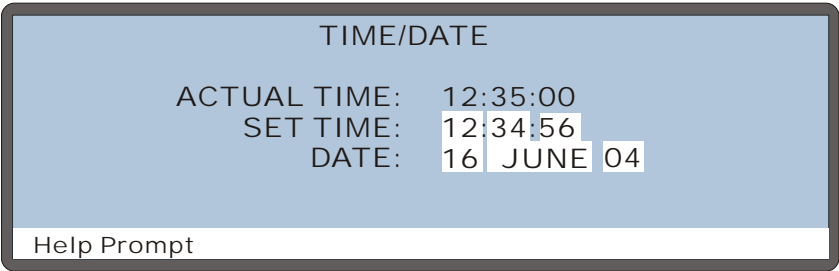 TIME/DATE
ACTUAL TIME: 12:35:00
SET TIME: 12:34:56
DATE: 16 JUNE 04
Help Prompt